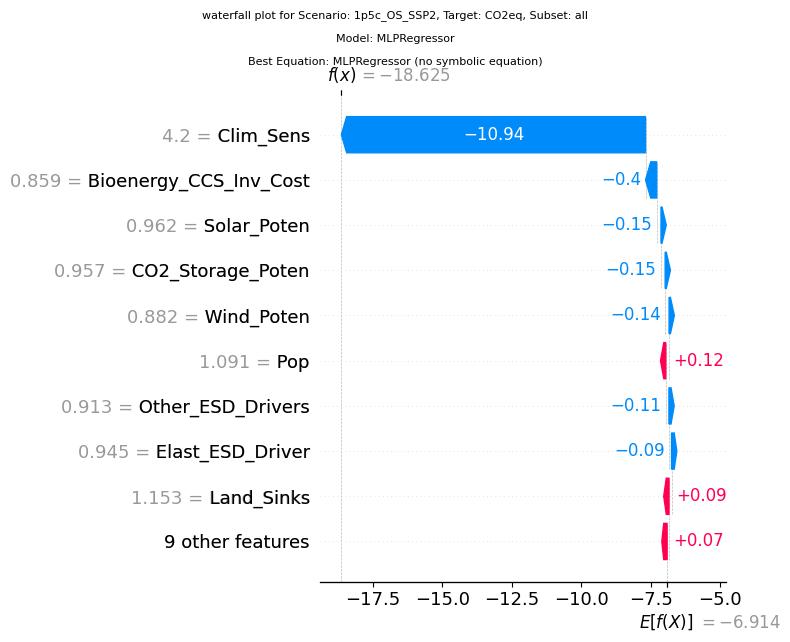 waterfall plot for Scenario: 1p5c_OS_SSP2, Target: CO2eq, Subset: all
Model: MLPRegressor
Best Equation: MLPRegressor (no symbolic equation)
f(x) = −18.625
4.2 = Clim_Sens −10.94
0.859 = Bioenergy_CCS_Inv_Cost −0.4
0.962 = Solar_Poten −0.15
0.957 = CO2_Storage_Poten −0.15
0.882 = Wind_Poten −0.14
1.091 = Pop +0.12
0.913 = Other_ESD_Drivers −0.11
0.945 = Elast_ESD_Driver −0.09
1.153 = Land_Sinks +0.09
9 other features +0.07
−17.5 −15.0 −12.5 −10.0 −7.5 −5.0
E[f(X)] = −6.914